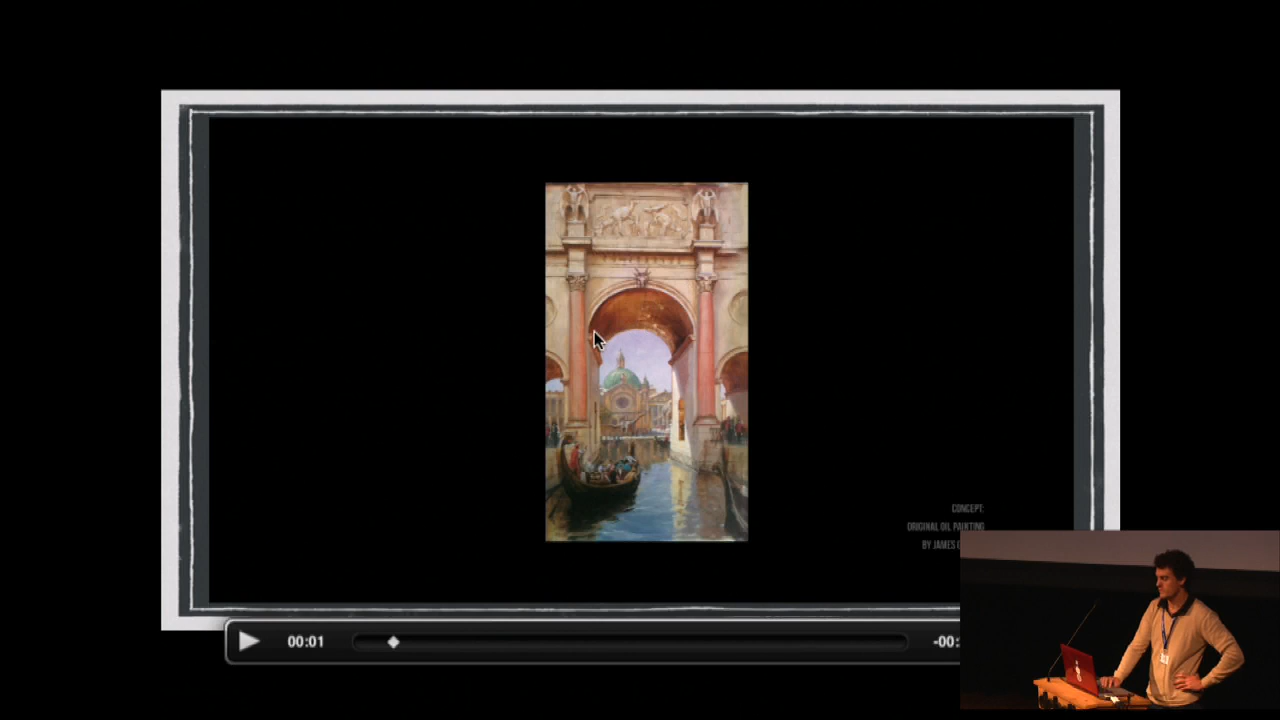 CONCEPT:
ORIGINAL OIL PAINTING
BY JAMES
00:01
-00: